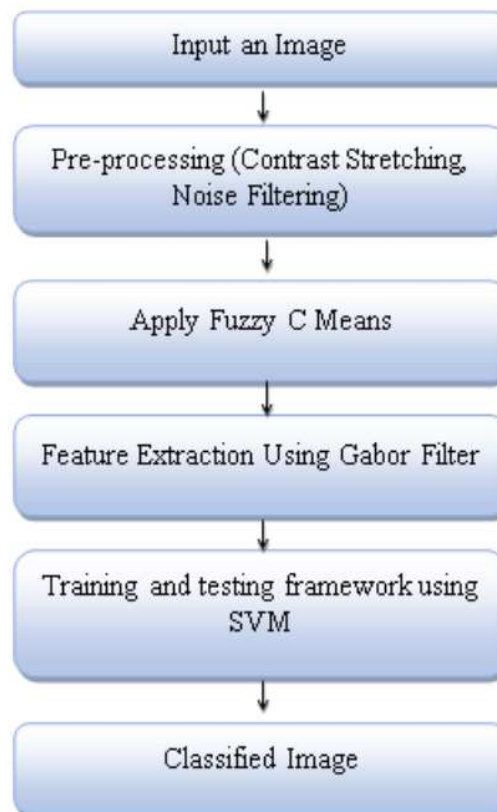 Input an Image
Pre-processing (Contrast Stretching,
Noise Filtering)
Apply Fuzzy C Means
Feature Extraction Using Gabor Filter
Training and testing framework using
SVM
Classified Image